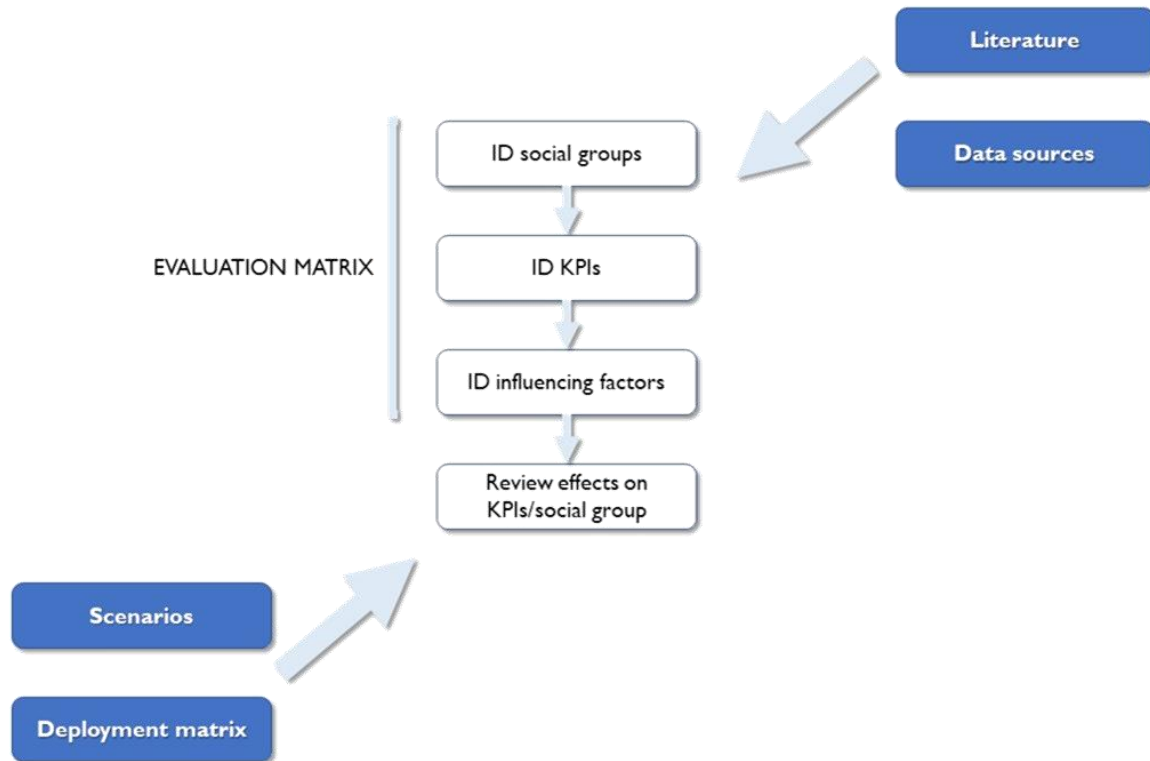 Literature
Data sources
ID social groups
EVALUATION MATRIX
ID KPIs
ID influencing factors
Review effects on
KPIs/social group
Scenarios
Deployment matrix